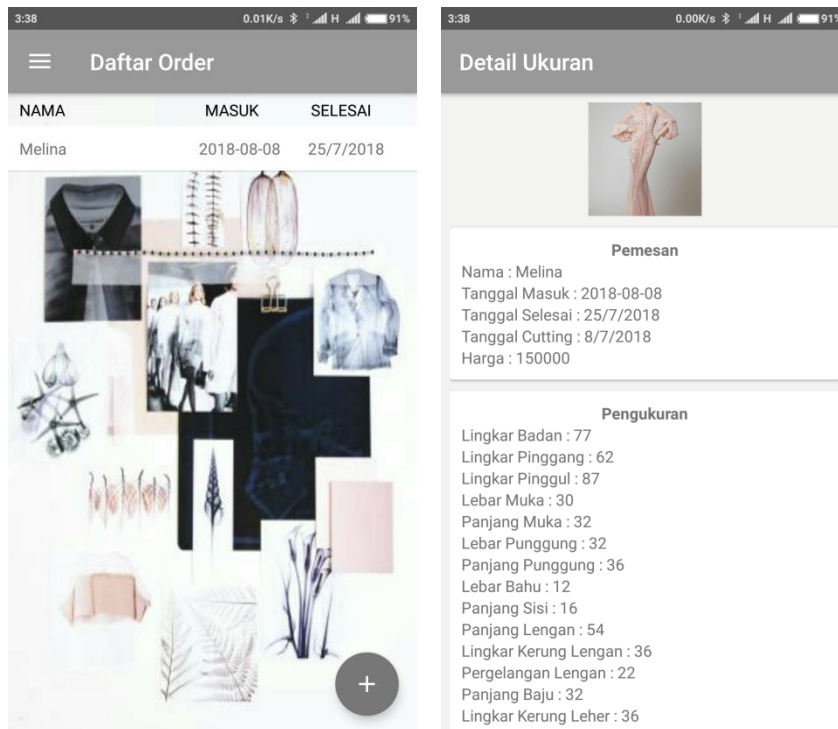 3:38 0.01K/s H 91%
Daftar Order
NAMA MASUK SELESAI
Melina 2018-08-08 25/7/2018
+
3:38 0.00K/s H 91%
Detail Ukuran
Pemesan
Nama : Melina
Tanggal Masuk : 2018-08-08
Tanggal Selesai : 25/7/2018
Tanggal Cutting : 8/7/2018
Harga : 150000
Pengukuran
Lingkar Badan : 77
Lingkar Pinggang : 62
Lingkar Pinggul : 87
Lebar Muka : 30
Panjang Muka : 32
Lebar Punggung : 32
Panjang Punggung : 36
Lebar Bahu : 12
Panjang Sisi : 16
Panjang Lengan : 54
Lingkar Kerung Lengan : 36
Pergelangan Lengan : 22
Panjang Baju : 32
Lingkar Kerung Leher : 36